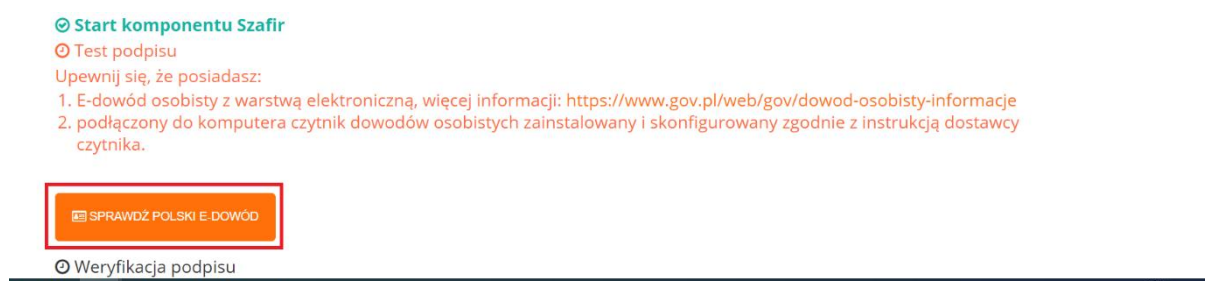 Start komponentu Szafir
Test podpisu
Upewnij się, że posiadasz:
1. E-dowód osobisty z warstwą elektroniczną, więcej informacji: https://www.gov.pl/web/gov/dowod-osobisty-informacje
2. podłączony do komputera czytnik dowodów osobistych zainstalowany i skonfigurowany zgodnie z instrukcją dostawcy
czytnika.
SPRAWDŹ POLSKI E-DOWÓD
Weryfikacja podpisu